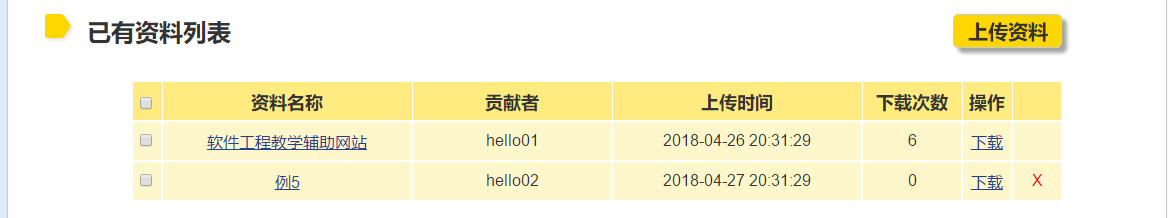 已有资料列表 上传资料
资料名称 贡献者 上传时间 下载次数 操作
软件工程教学辅助网站 hello01 2018-04-26 20:31:29 6 下载
例5 hello02 2018-04-27 20:31:29 0 下载 X